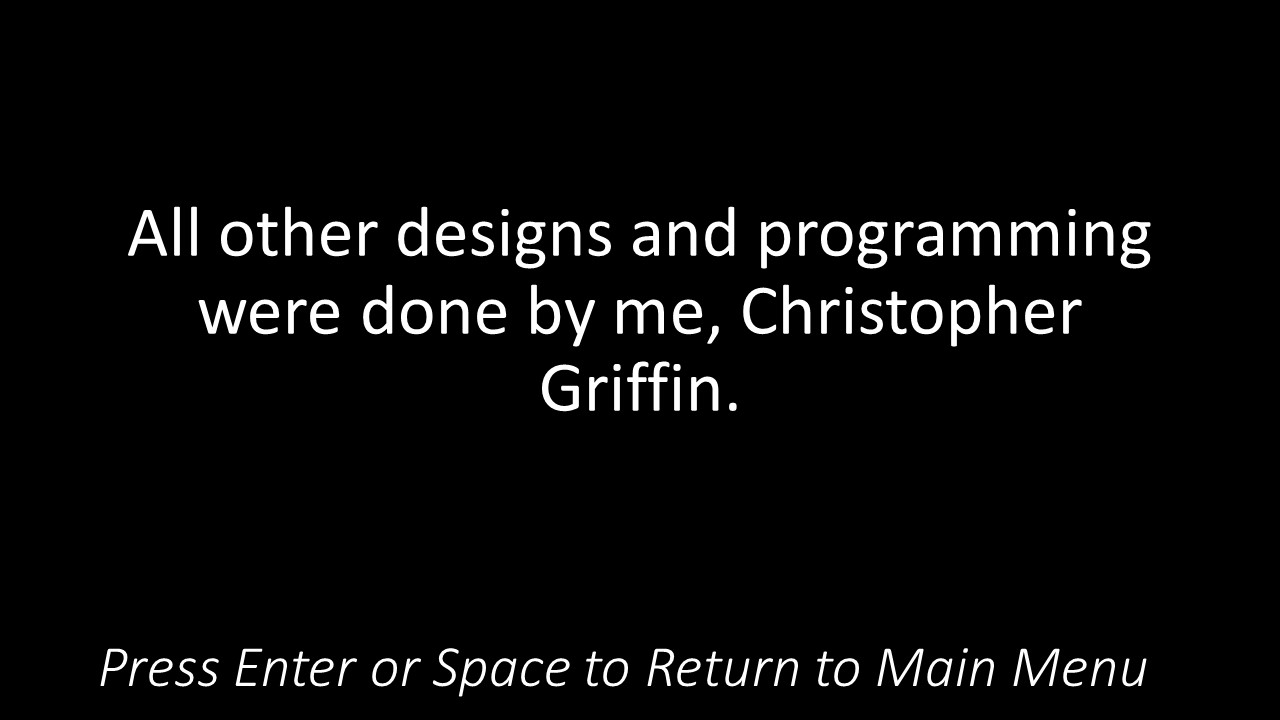 All other designs and programming
were done by me, Christopher
Griffin.
Press Enter or Space to Return to Main Menu